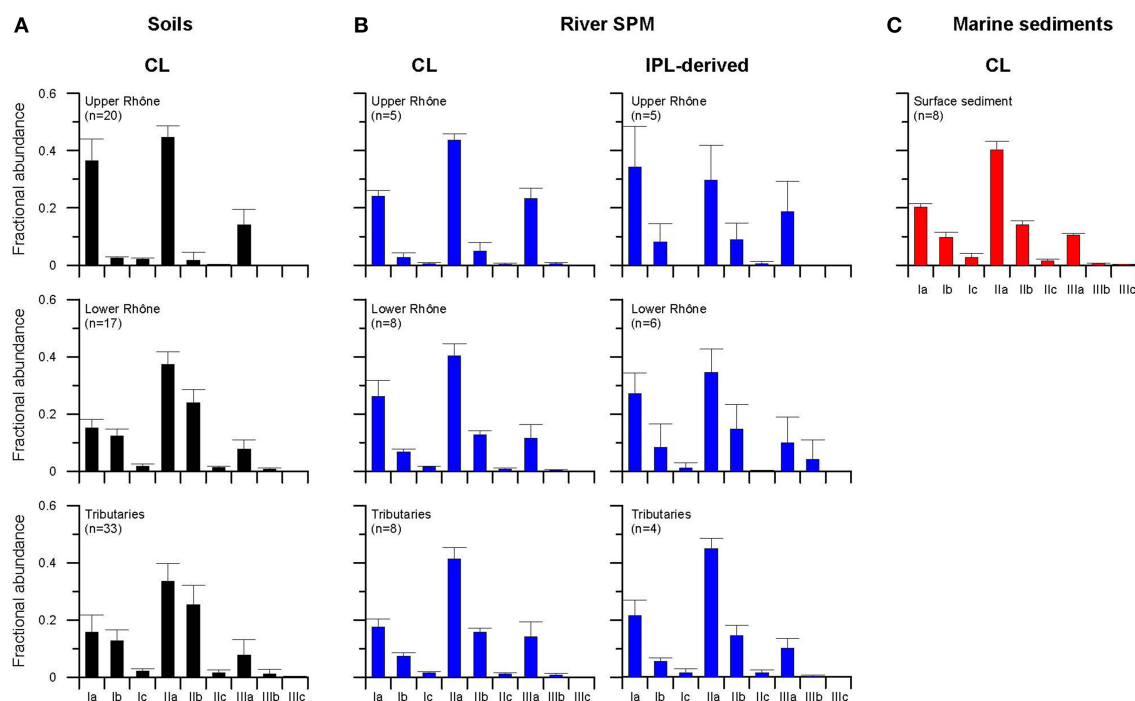 A Soils B River SPM C Marine sediments
CL CL IPL-derived CL
Fractional abundance
0.6
0.4
0.2
0
Upper Rhône
(n=20)
Upper Rhône
(n=5)
Upper Rhône
(n=5)
Surface sediment
(n=8)
Ia Ib Ic IIa IIb IIc IIIa IIIb IIIc
Fractional abundance
0.6
0.4
0.2
0
Lower Rhône
(n=17)
Lower Rhône
(n=8)
Lower Rhône
(n=6)
Fractional abundance
0.6
0.4
0.2
0
Tributaries
(n=33)
Tributaries
(n=8)
Tributaries
(n=4)
Ia Ib Ic IIa IIb IIc IIIa IIIb IIIc
Ia Ib Ic IIa IIb IIc IIIa IIIb IIIc
Ia Ib Ic IIa IIb IIc IIIa IIIb IIIc